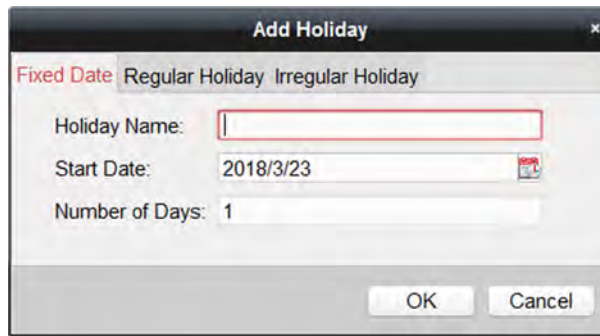 Add Holiday ×
Fixed Date Regular Holiday Irregular Holiday
Holiday Name:
Start Date: 2018/3/23
Number of Days: 1
OK Cancel